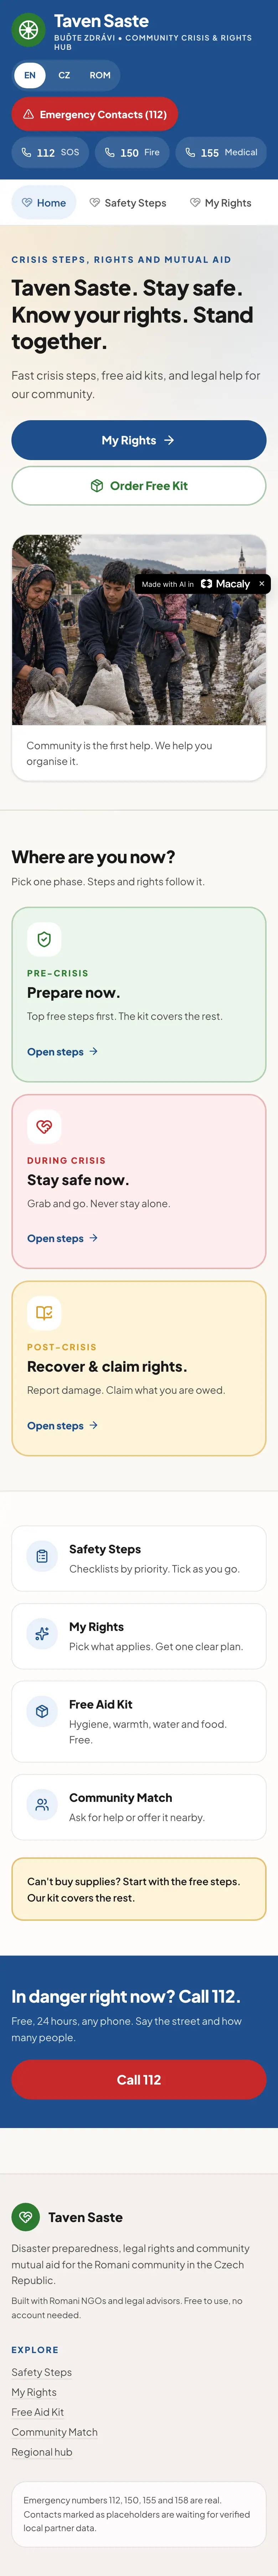 Taven Saste
BUĎTE ZDRÁVI • COMMUNITY CRISIS & RIGHTS
HUB
EN CZ ROM
Emergency Contacts (112)
112 SOS 150 Fire 155 Medical
Home Safety Steps My Rights
CRISIS STEPS, RIGHTS AND MUTUAL AID
Taven Saste. Stay safe.
Know your rights. Stand
together.
Fast crisis steps, free aid kits, and legal help for
our community.
My Rights
Order Free Kit
Made with AI in Macaly
Community is the first help. We help you
organise it.
Where are you now?
Pick one phase. Steps and rights follow it.
PRE-CRISIS
Prepare now.
Top free steps first. The kit covers the rest.
Open steps
DURING CRISIS
Stay safe now.
Grab and go. Never stay alone.
Open steps
POST-CRISIS
Recover & claim rights.
Report damage. Claim what you are owed.
Open steps
Safety Steps
Checklists by priority. Tick as you go.
My Rights
Pick what applies. Get one clear plan.
Free Aid Kit
Hygiene, warmth, water and food.
Free.
Community Match
Ask for help or offer it nearby.
Can't buy supplies? Start with the free steps.
Our kit covers the rest.
In danger right now? Call 112.
Free, 24 hours, any phone. Say the street and how
many people.
Call 112
Taven Saste
Disaster preparedness, legal rights and community
mutual aid for the Romani community in the Czech
Republic.
Built with Romani NGOs and legal advisors. Free to use, no
account needed.
EXPLORE
Safety Steps
My Rights
Free Aid Kit
Community Match
Regional hub
Emergency numbers 112, 150, 155 and 158 are real.
Contacts marked as placeholders are waiting for verified
local partner data.